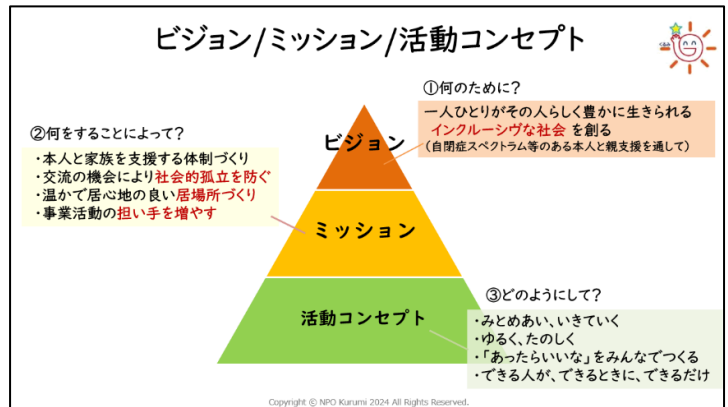 ビジョン/ミッション/活動コンセプト
①何のために?
一人ひとりがその人らしく豊かに生きられる
インクルーシヴな社会 を創る
(自閉症スペクトラム等のある本人と親支援を通して)
②何をすることによって?
・本人と家族を支援する体制づくり
・交流の機会により社会的孤立を防ぐ
・温かで居心地の良い居場所づくり
・事業活動の担い手を増やす
ビジョン
ミッション
活動コンセプト
③どのようにして?
・みとめあい、いきていく
・ゆるく、たのしく
・「あったらいいな」をみんなでつくる
・できる人が、できるときに、できるだけ
Copyright © NPO Kurumi 2024 All Rights Reserved.